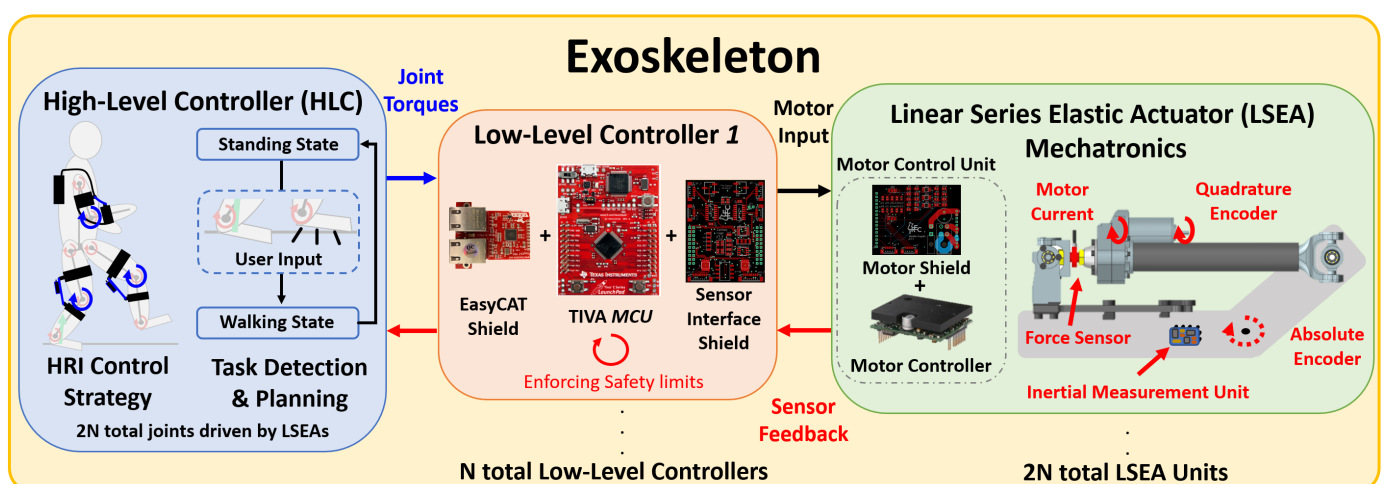 Exoskeleton
High-Level Controller (HLC)
Standing State
User Input
Walking State
HRI Control
Strategy
Task Detection
& Planning
2N total joints driven by LSEAs
Joint
Torques
Low-Level Controller 1
EasyCAT
Shield
+
TEXAS INSTRUMENTS
LaunchPad
TIVA MCU
+
Sensor
Interface
Shield
Enforcing Safety limits
.
.
.
N total Low-Level Controllers
Motor
Input
Sensor
Feedback
Linear Series Elastic Actuator (LSEA)
Mechatronics
Motor Control Unit
Motor Shield
+
Motor Controller
Motor
Current
Quadrature
Encoder
Force Sensor
Absolute
Encoder
Inertial Measurement Unit
.
.
.
2N total LSEA Units